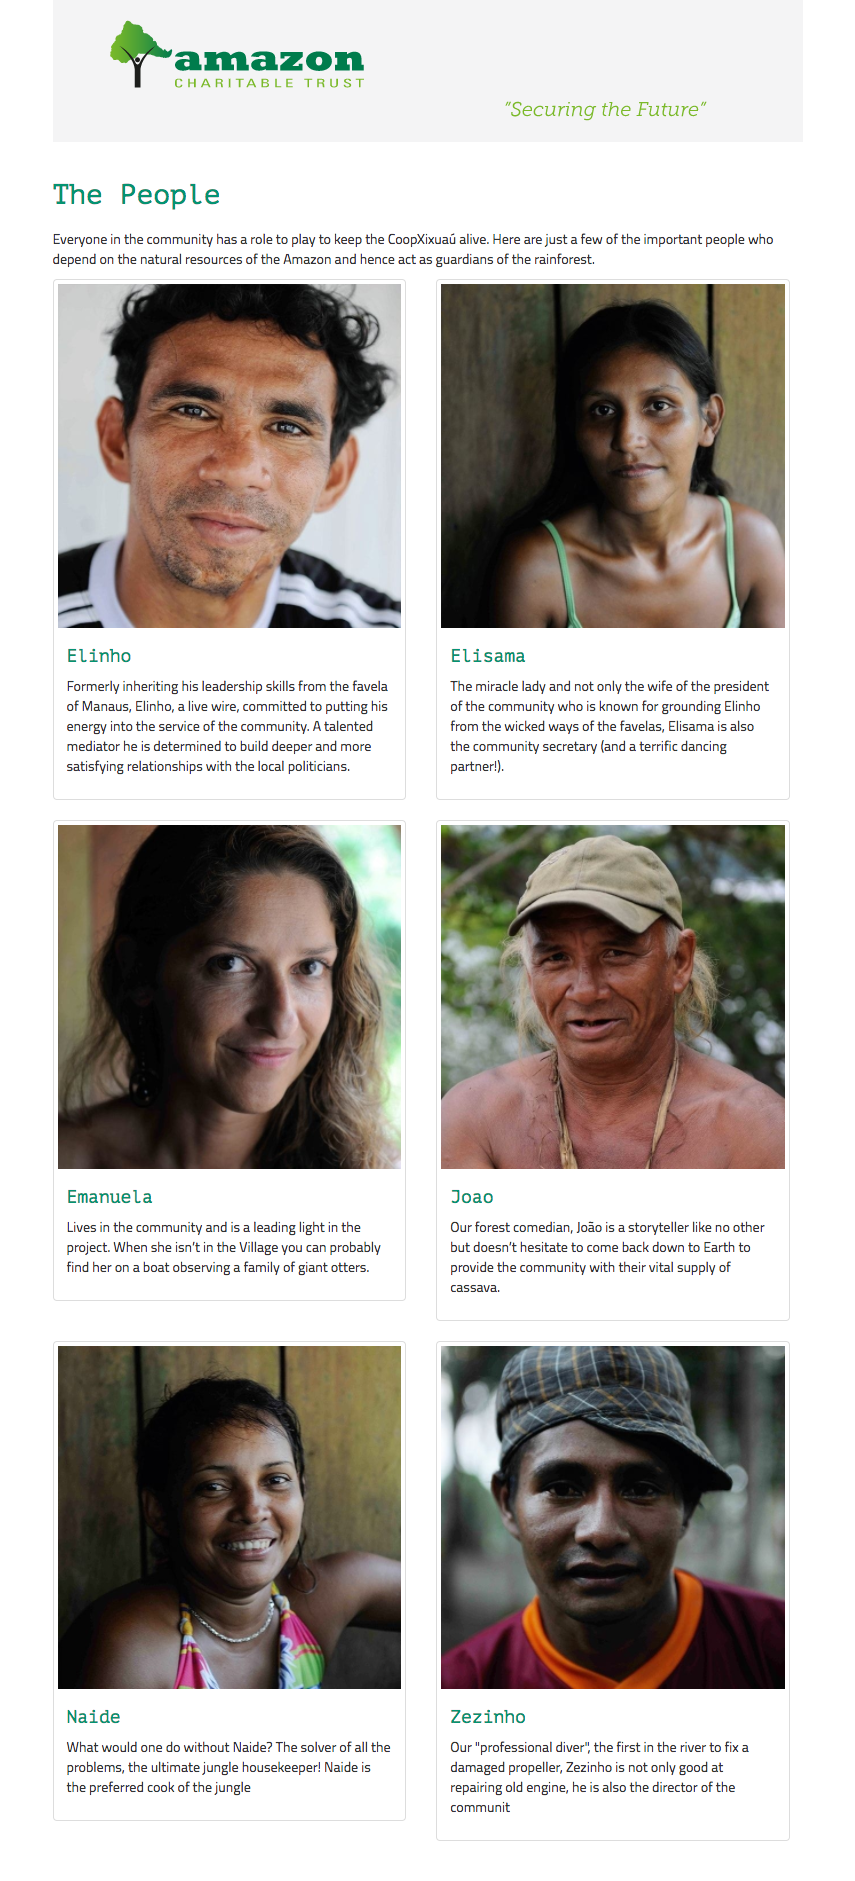 amazon
CHARITABLE TRUST
"Securing the Future"
The People
Everyone in the community has a role to play to keep the CoopXixuaú alive. Here are just a few of the important people who
depend on the natural resources of the Amazon and hence act as guardians of the rainforest.
Elinho
Formerly inheriting his leadership skills from the favela
of Manaus, Elinho, a live wire, committed to putting his
energy into the service of the community. A talented
mediator he is determined to build deeper and more
satisfying relationships with the local politicians.
Elisama
The miracle lady and not only the wife of the president
of the community who is known for grounding Elinho
from the wicked ways of the favelas, Elisama is also
the community secretary (and a terrific dancing
partner!).
Emanuela
Lives in the community and is a leading light in the
project. When she isn't in the Village you can probably
find her on a boat observing a family of giant otters.
Joao
Our forest comedian, João is a storyteller like no other
but doesn't hesitate to come back down to Earth to
provide the community with their vital supply of
cassava.
Naide
What would one do without Naide? The solver of all the
problems, the ultimate jungle housekeeper! Naide is
the preferred cook of the jungle
Zezinho
Our "professional diver", the first in the river to fix a
damaged propeller, Zezinho is not only good at
repairing old engine, he is also the director of the
communit